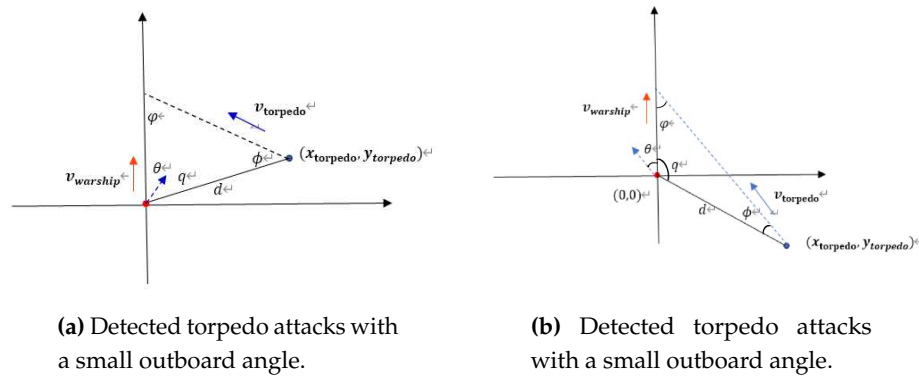 v_torpedo↵
φ↵
(x_torpedo, y_torpedo)↵
ϕ↵
θ↵
q↵
v_warship↵
d↵
(a) Detected torpedo attacks with
a small outboard angle.
v_warship↵
φ↵
θ↵
q↵
(0,0)↵
v_torpedo↵
d↵
ϕ↵
(x_torpedo, y_torpedo)↵
(b) Detected torpedo attacks
with a small outboard angle.